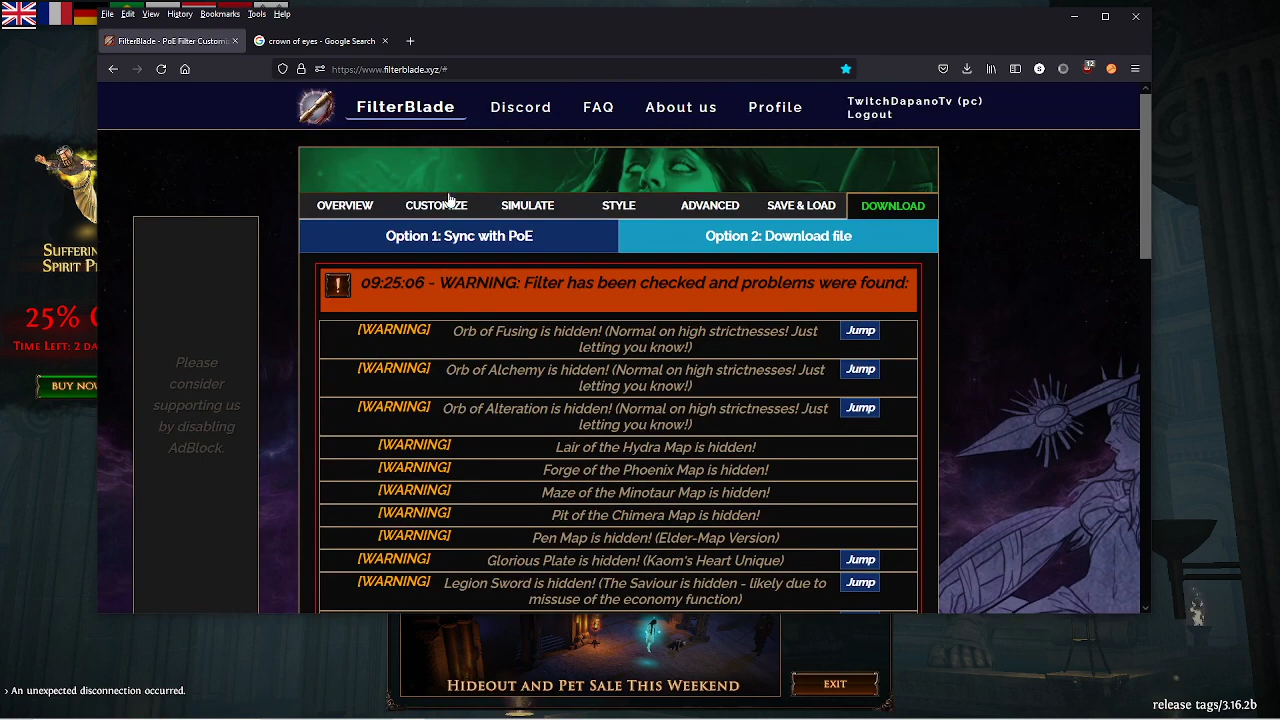 File Edit View History Bookmarks Tools Help
FilterBlade - PoE Filter Customi
crown of eyes - Google Search
https://www.filterblade.xyz/#
12
FilterBlade Discord FAQ About us Profile
TwitchDapanoTv (pc)
Logout
OVERVIEW CUSTOMIZE SIMULATE STYLE ADVANCED SAVE & LOAD DOWNLOAD
Option 1: Sync with PoE Option 2: Download file
09:25:06 - WARNING: Filter has been checked and problems were found:
[WARNING] Orb of Fusing is hidden! (Normal on high strictnesses! Just Jump
letting you know!)
[WARNING] Orb of Alchemy is hidden! (Normal on high strictnesses! Just Jump
letting you know!)
[WARNING] Orb of Alteration is hidden! (Normal on high strictnesses! Just Jump
letting you know!)
[WARNING] Lair of the Hydra Map is hidden!
[WARNING] Forge of the Phoenix Map is hidden!
[WARNING] Maze of the Minotaur Map is hidden!
[WARNING] Pit of the Chimera Map is hidden!
[WARNING] Pen Map is hidden! (Elder-Map Version)
[WARNING] Glorious Plate is hidden! (Kaom's Heart Unique) Jump
[WARNING] Legion Sword is hidden! (The Saviour is hidden - likely due to Jump
missuse of the economy function)
Please
consider
supporting us
by disabling
AdBlock.
SUFFERIN
SPIRIT P
25%
TIME LEFT: 2 DA
BUY NOW
HIDEOUT AND PET SALE THIS WEEKEND
EXIT
› An unexpected disconnection occurred.
release tags/3.16.2b